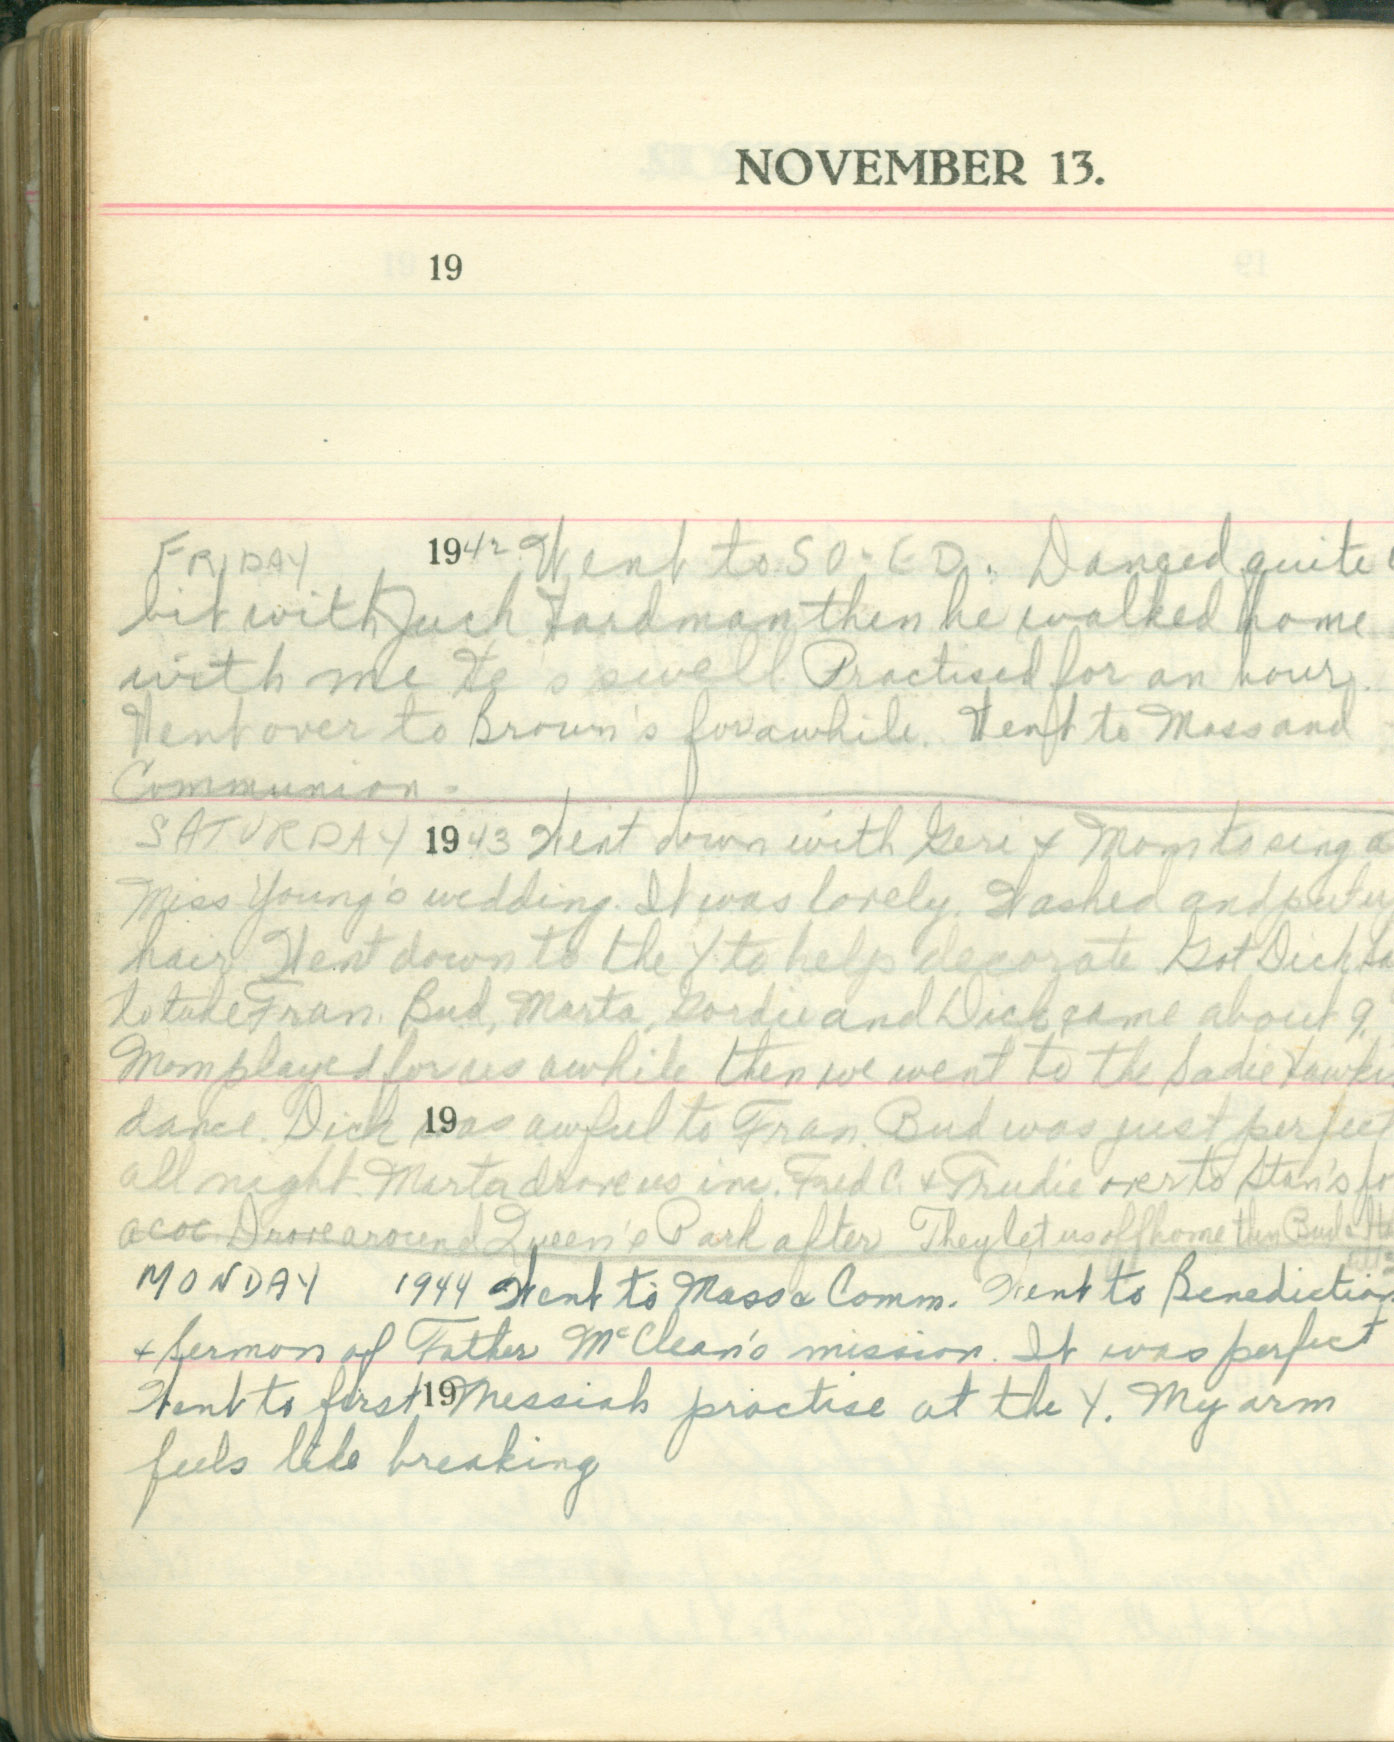 NOVEMBER 13.
19
FRIDAY 1942 Went to SO-ED. Danced quite
bit with Jack then he walked home
with me He's swell. Practised for an hour.
Went over to Brown's for awhile. Went to Mass and
Communion.
SATURDAY 1943 Went down with Geri & Mom to sing a
Miss Young's wedding. It was lovely. Washed and put up
hair. Went down to the Y to help decorate Got Dick
to take Fran. Bud, Marta, Gordie and Dick came about 9.
Mom played for us awhile then we went to the Sadie Hawkins
dance. Dick 19 was awful to Fran. Bud was just perfect
all night. Marta drove us inc. Fred C. & Trudie over to Stan's fo
a coc. Drove around Queen's Park after They let us off home then Bud &
MONDAY 1944 Went to Mass & Comm. Went to Benediction
& sermon of Father McClean's mission. It was perfect
Went to first 19 Messiah practise at the Y. My arm
feels like breaking